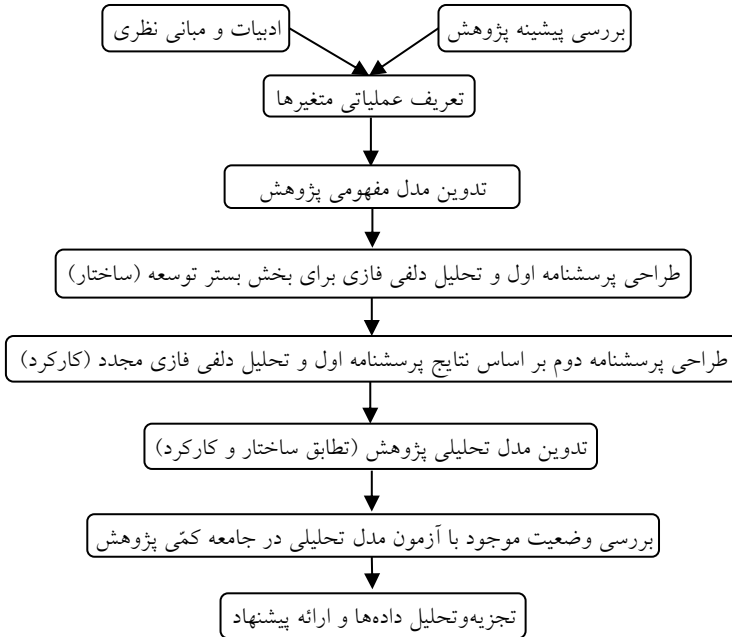 بررسی پیشینه پژوهش
ادبیات و مبانی نظری
تعریف عملیاتی متغیرها
تدوین مدل مفهومی پژوهش
طراحی پرسشنامه اول و تحلیل دلفی فازی برای بخش بستر توسعه (ساختار)
طراحی پرسشنامه دوم بر اساس نتایج پرسشنامه اول و تحلیل دلفی فازی مجدد (کارکرد)
تدوین مدل تحلیلی پژوهش (تطابق ساختار و کارکرد)
بررسی وضعیت موجود با آزمون مدل تحلیلی در جامعه کمّی پژوهش
تجزیه‌وتحلیل داده‌ها و ارائه پیشنهاد